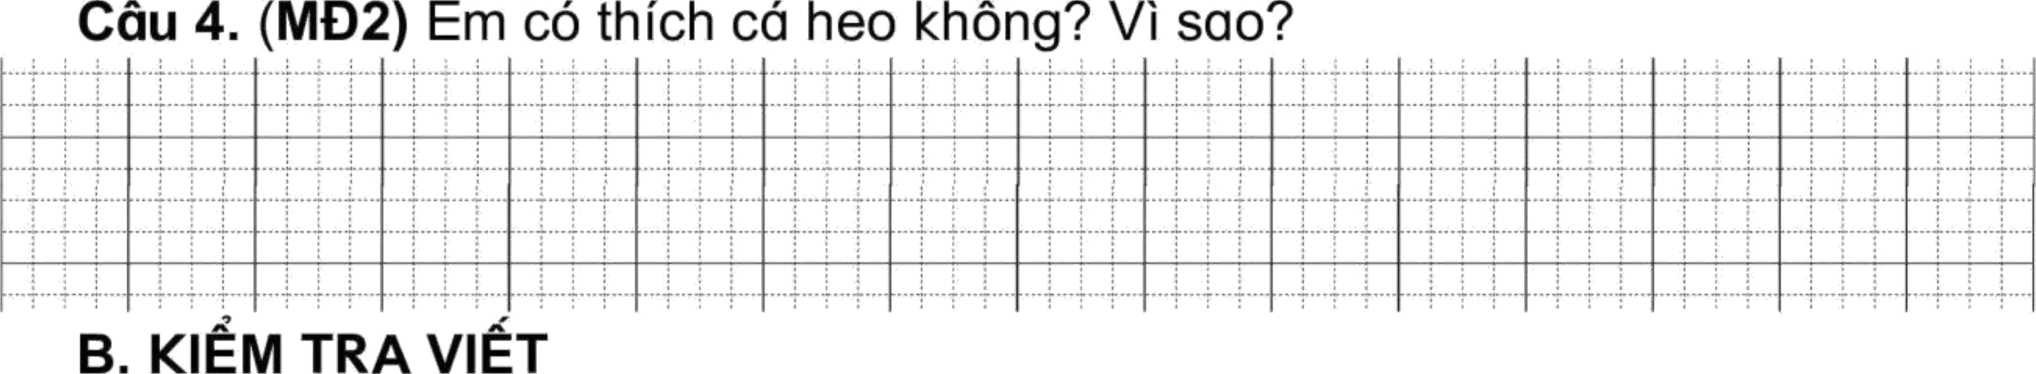 Câu 4. (MĐ2) Em có thích cá heo không? Vì sao?
B. KIỂM TRA VIẾT